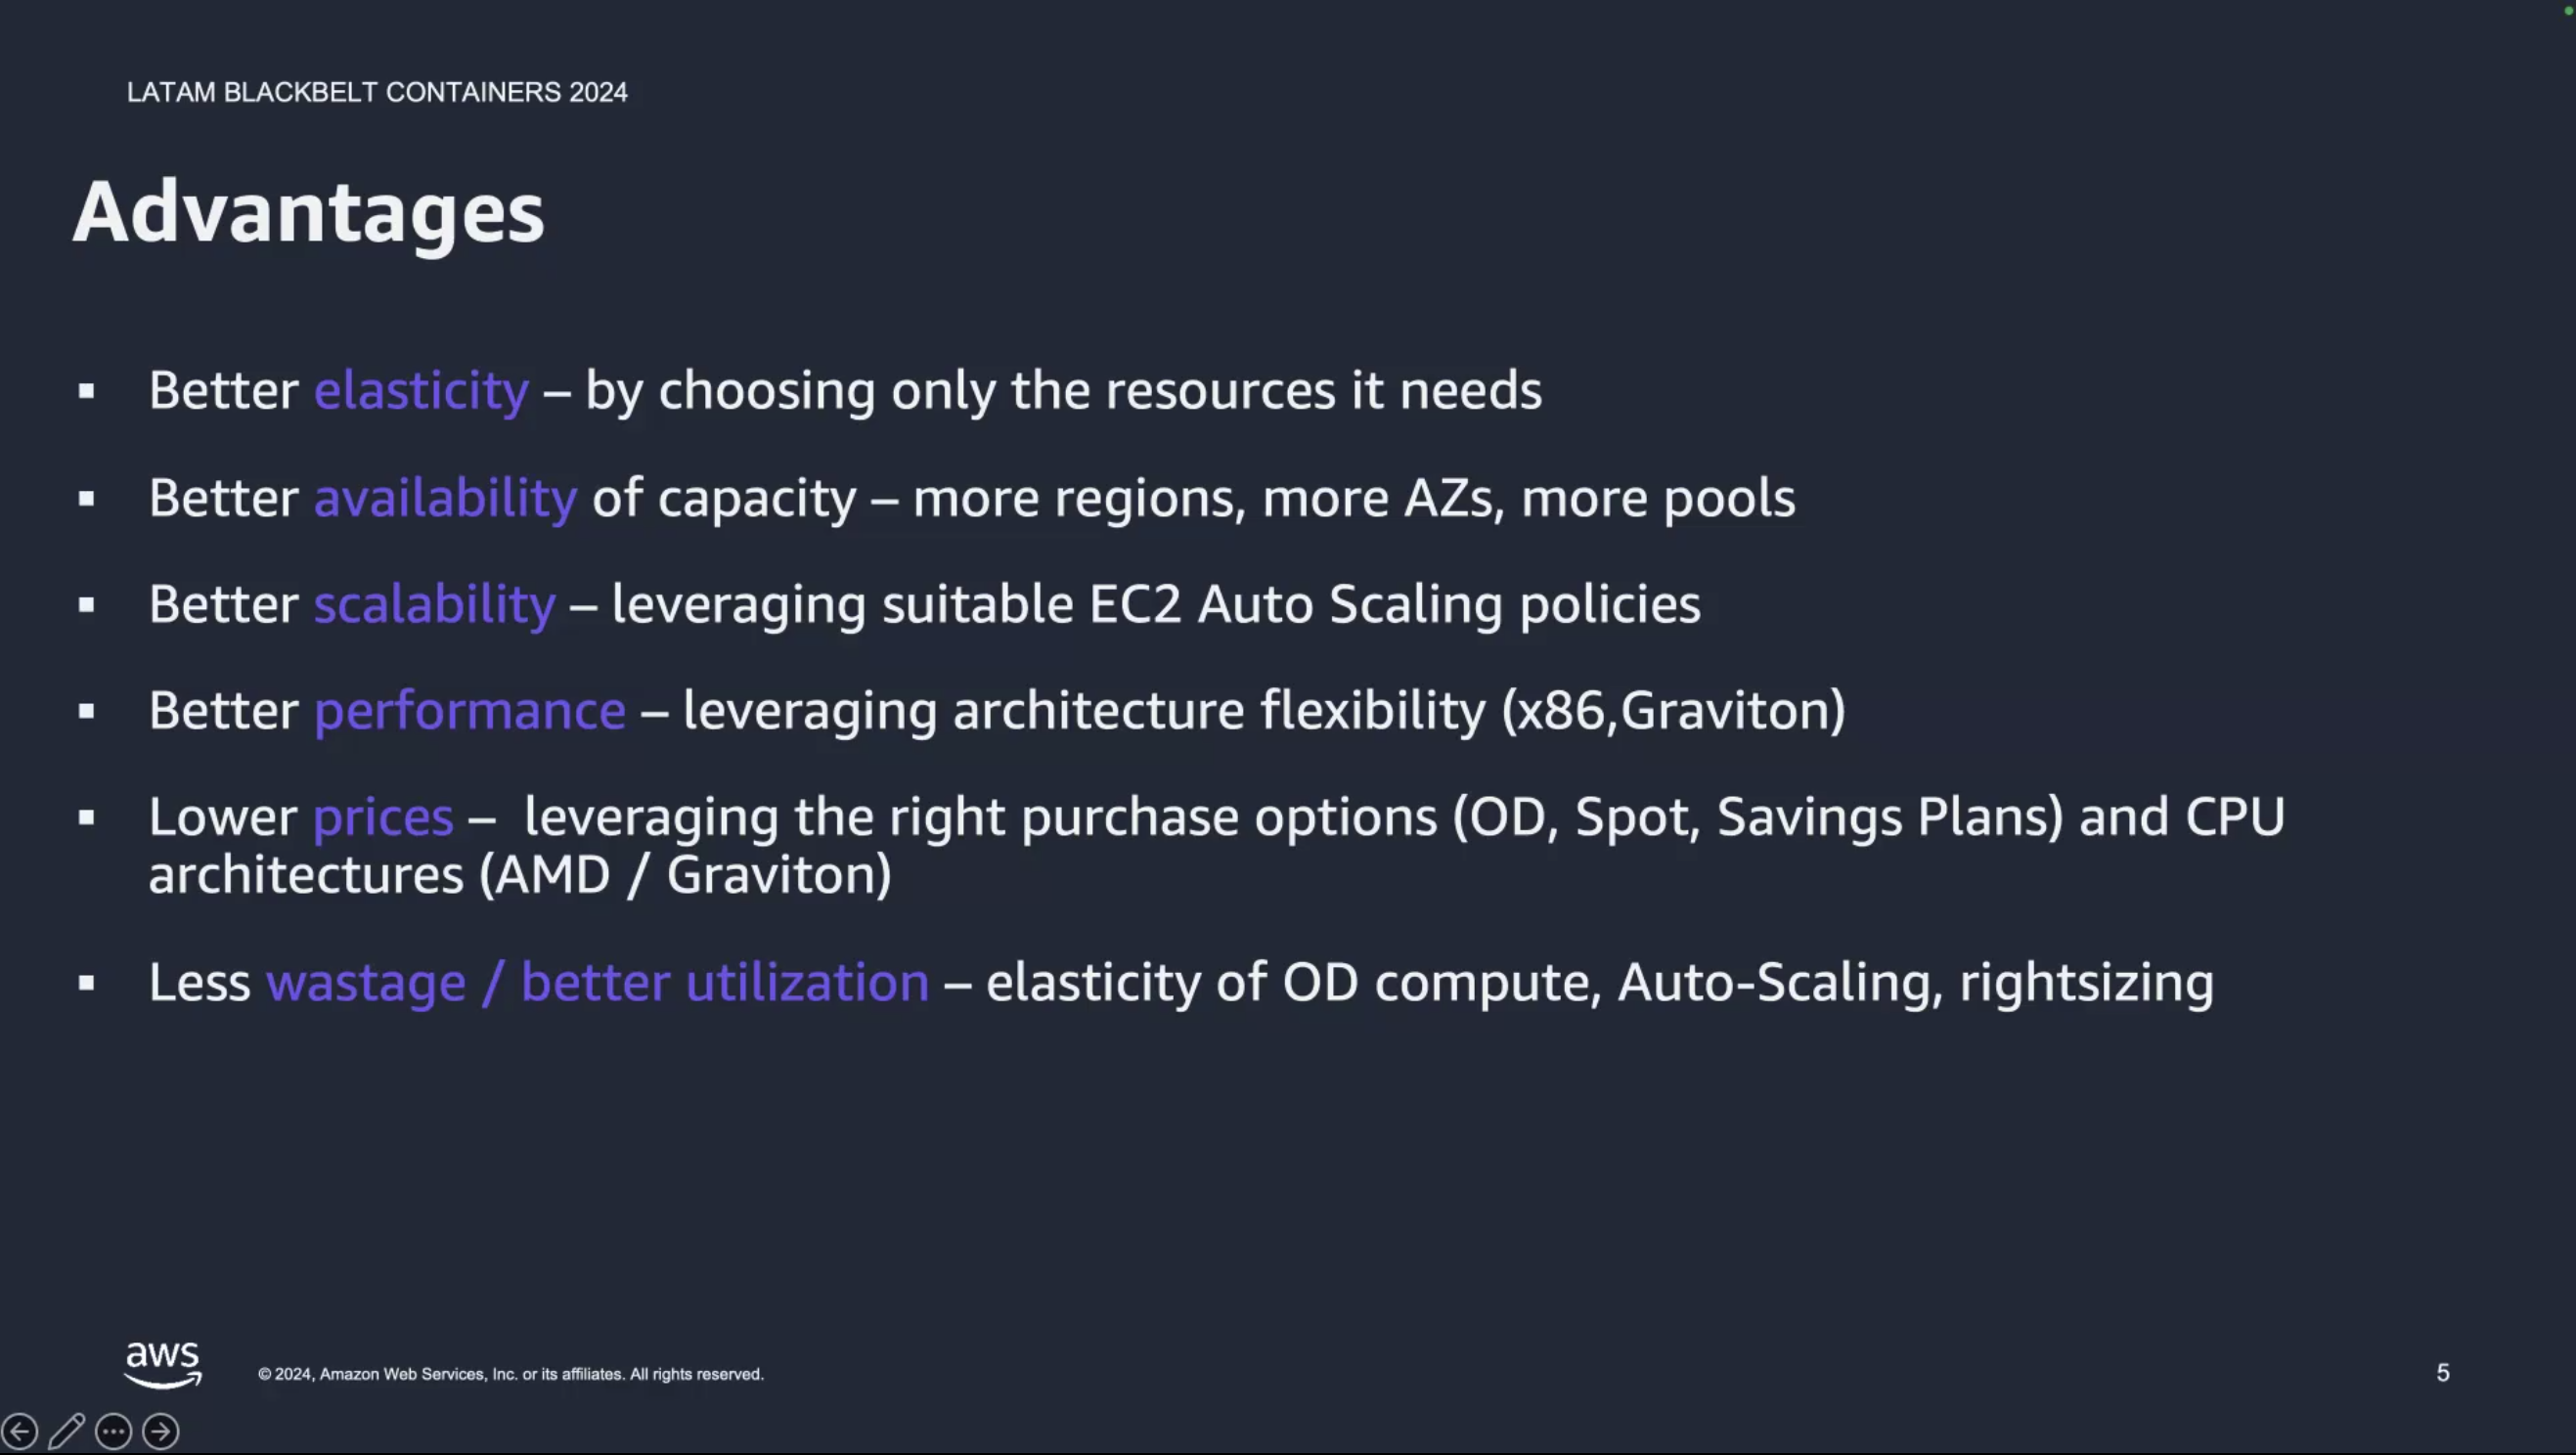 LATAM BLACKBELT CONTAINERS 2024
Advantages
▪ Better elasticity – by choosing only the resources it needs
▪ Better availability of capacity – more regions, more AZs, more pools
▪ Better scalability – leveraging suitable EC2 Auto Scaling policies
▪ Better performance – leveraging architecture flexibility (x86,Graviton)
▪ Lower prices –  leveraging the right purchase options (OD, Spot, Savings Plans) and CPU
architectures (AMD / Graviton)
▪ Less wastage / better utilization – elasticity of OD compute, Auto-Scaling, rightsizing
aws
© 2024, Amazon Web Services, Inc. or its affiliates. All rights reserved.
5